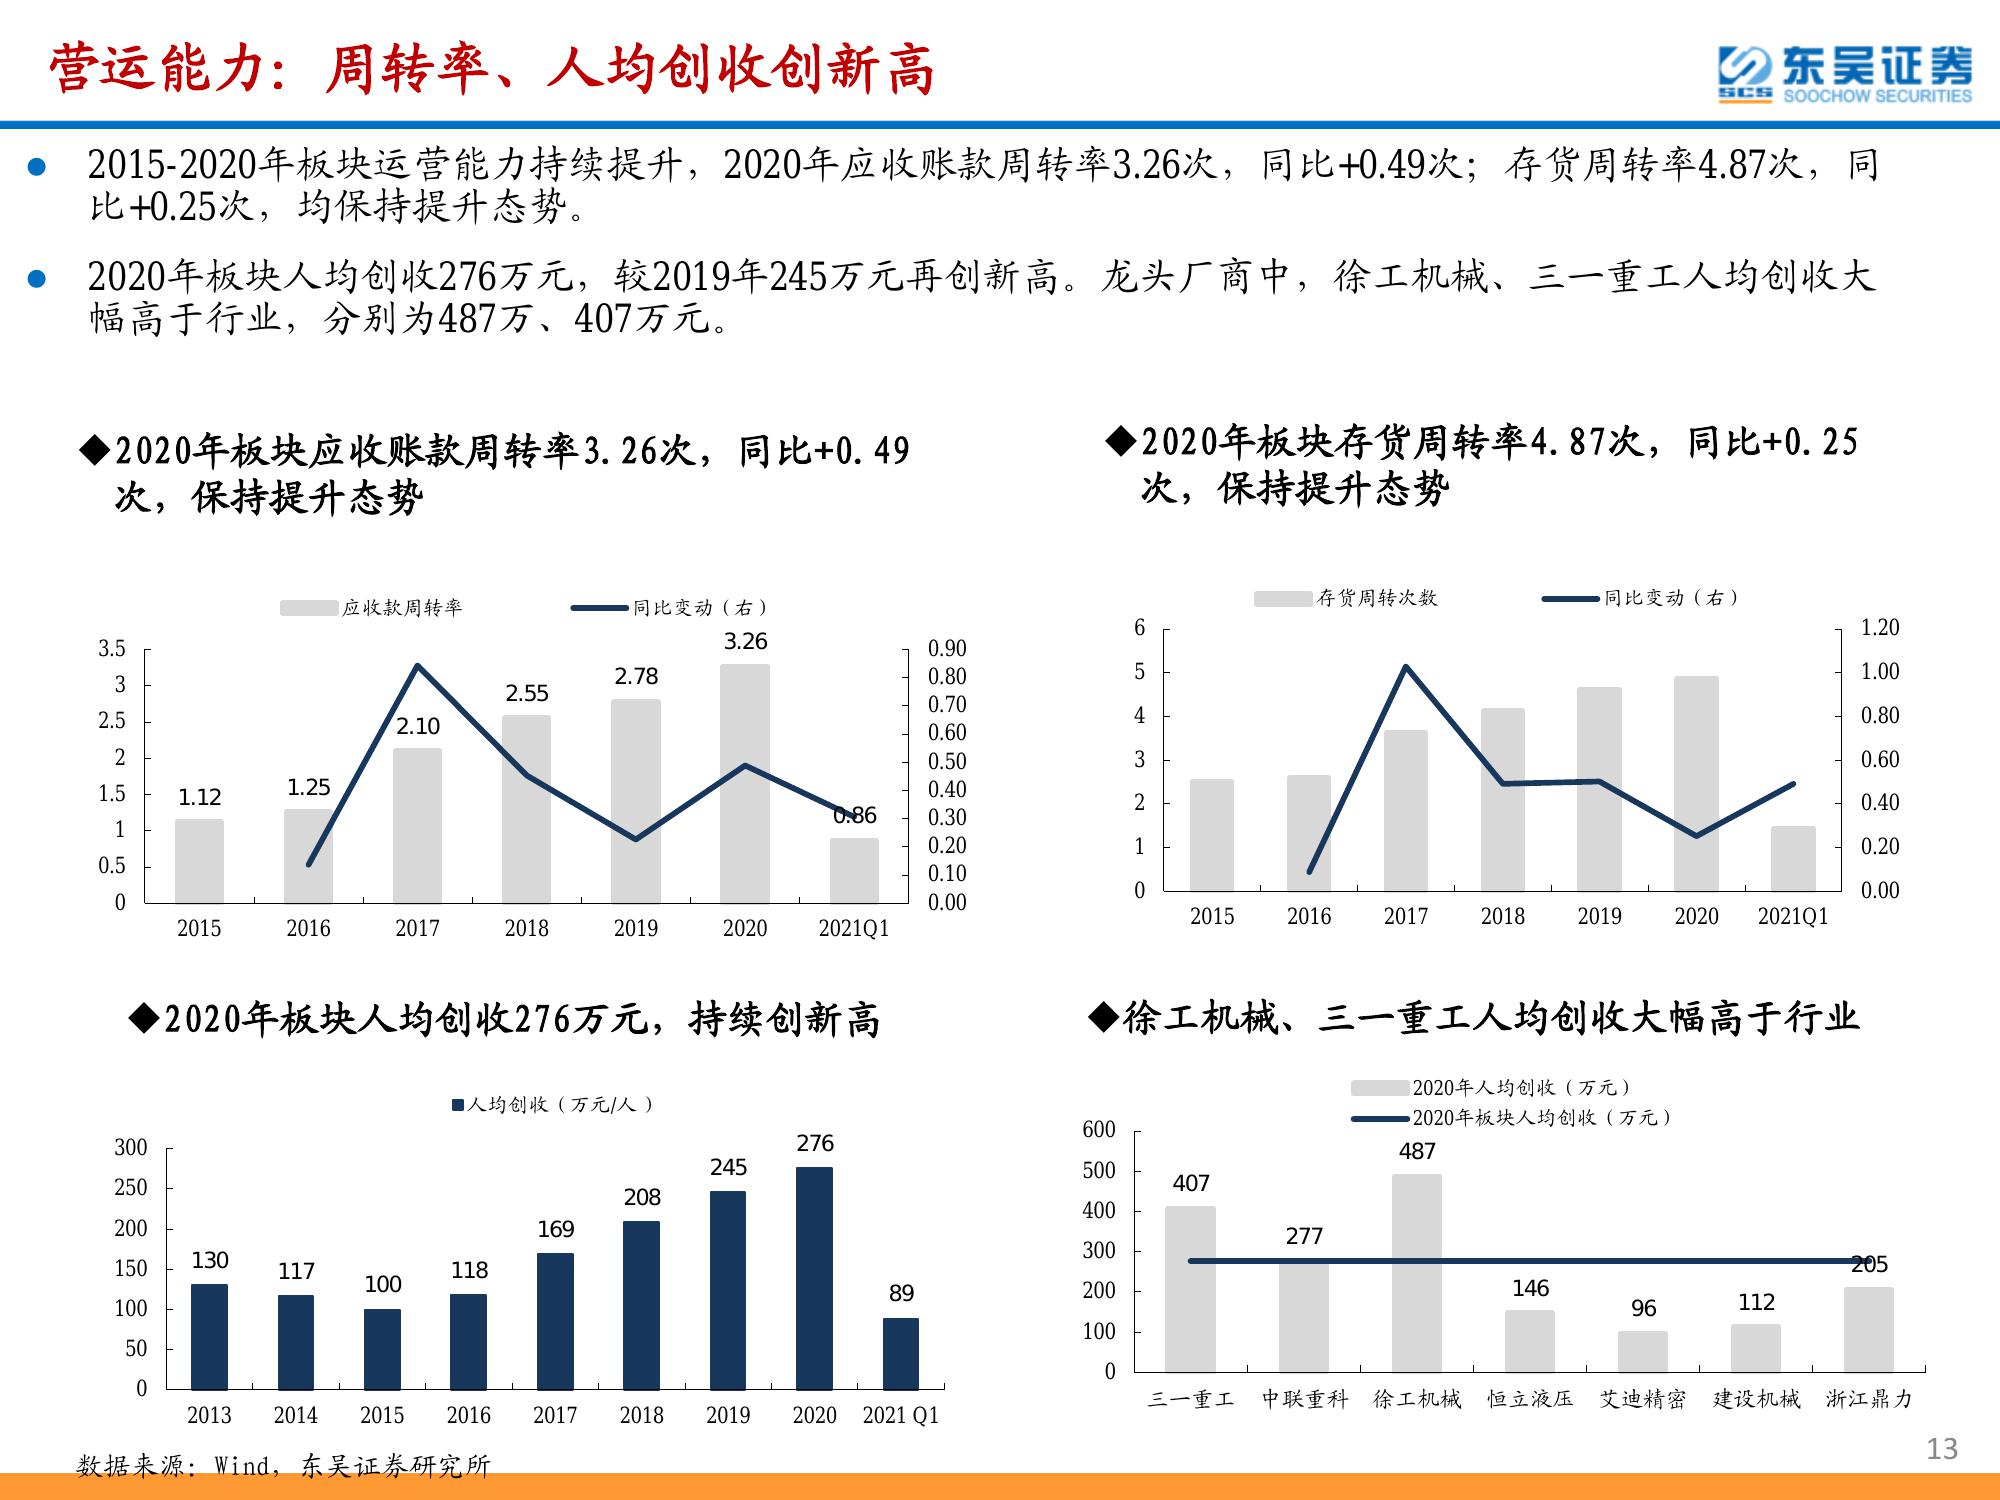 营运能力：周转率、人均创收创新高
东吴证券
SCS
SOOCHOW SECURITIES
● 2015-2020年板块运营能力持续提升，2020年应收账款周转率3.26次，同比+0.49次；存货周转率4.87次，同
比+0.25次，均保持提升态势。
● 2020年板块人均创收276万元，较2019年245万元再创新高。龙头厂商中，徐工机械、三一重工人均创收大
幅高于行业，分别为487万、407万元。
◆2020年板块应收账款周转率3.26次，同比+0.49
次，保持提升态势
应收款周转率 同比变动（右）
3.5
3
2.5
2
1.5
1
0.5
0
0.90
0.80
0.70
0.60
0.50
0.40
0.30
0.20
0.10
0.00
1.12 1.25 2.10 2.55 2.78 3.26 0.86
2015 2016 2017 2018 2019 2020 2021Q1
◆2020年板块存货周转率4.87次，同比+0.25
次，保持提升态势
存货周转次数 同比变动（右）
6
5
4
3
2
1
0
1.20
1.00
0.80
0.60
0.40
0.20
0.00
2015 2016 2017 2018 2019 2020 2021Q1
◆2020年板块人均创收276万元，持续创新高
人均创收（万元/人）
300
250
200
150
100
50
0
130 117 100 118 169 208 245 276 89
2013 2014 2015 2016 2017 2018 2019 2020 2021 Q1
◆徐工机械、三一重工人均创收大幅高于行业
2020年人均创收（万元）
2020年板块人均创收（万元）
600
500
400
300
200
100
0
407 277 487 146 96 112 205
三一重工 中联重科 徐工机械 恒立液压 艾迪精密 建设机械 浙江鼎力
数据来源：Wind，东吴证券研究所
13